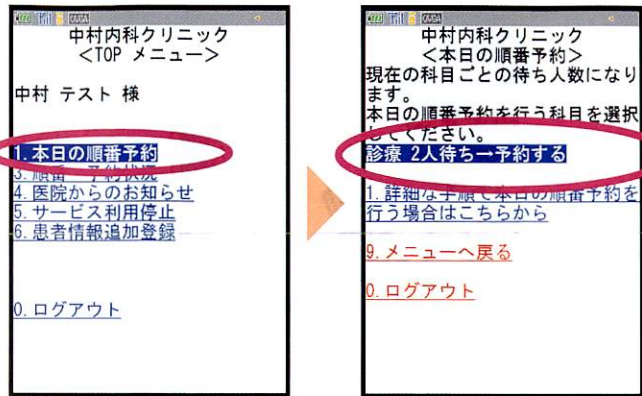 中村内科クリニック
<TOP メニュー>
中村 テスト 様
1.本日の順番予約
3.順番・予約状況
4.医院からのお知らせ
5.サービス利用停止
6.患者情報追加登録
0.ログアウト
中村内科クリニック
<本日の順番予約>
現在の科目ごとの待ち人数になり
ます。
本日の順番予約を行う科目を選択
してください。
診療 2人待ち→予約する
1.詳細な手順で本日の順番予約を
行う場合はこちらから
9.メニューへ戻る
0.ログアウト